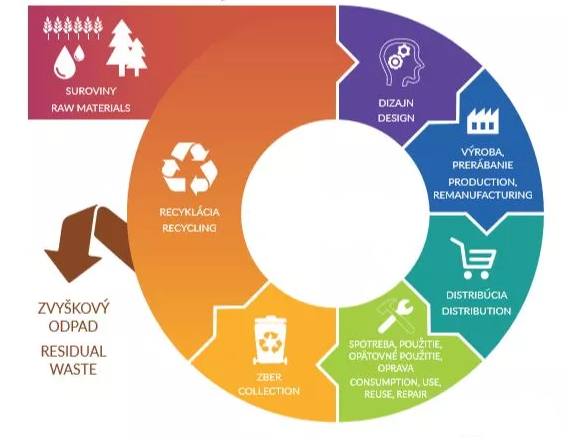 SUROVINY
RAW MATERIALS
DIZAJN
DESIGN
VÝROBA,
PRERÁBANIE
PRODUCTION,
REMANUFACTURING
DISTRIBÚCIA
DISTRIBUTION
SPOTREBA, POUŽITIE,
OPÄTOVNÉ POUŽITIE,
OPRAVA
CONSUMPTION, USE,
REUSE, REPAIR
ZBER
COLLECTION
RECYKLÁCIA
RECYCLING
ZVYŠKOVÝ
ODPAD
RESIDUAL
WASTE